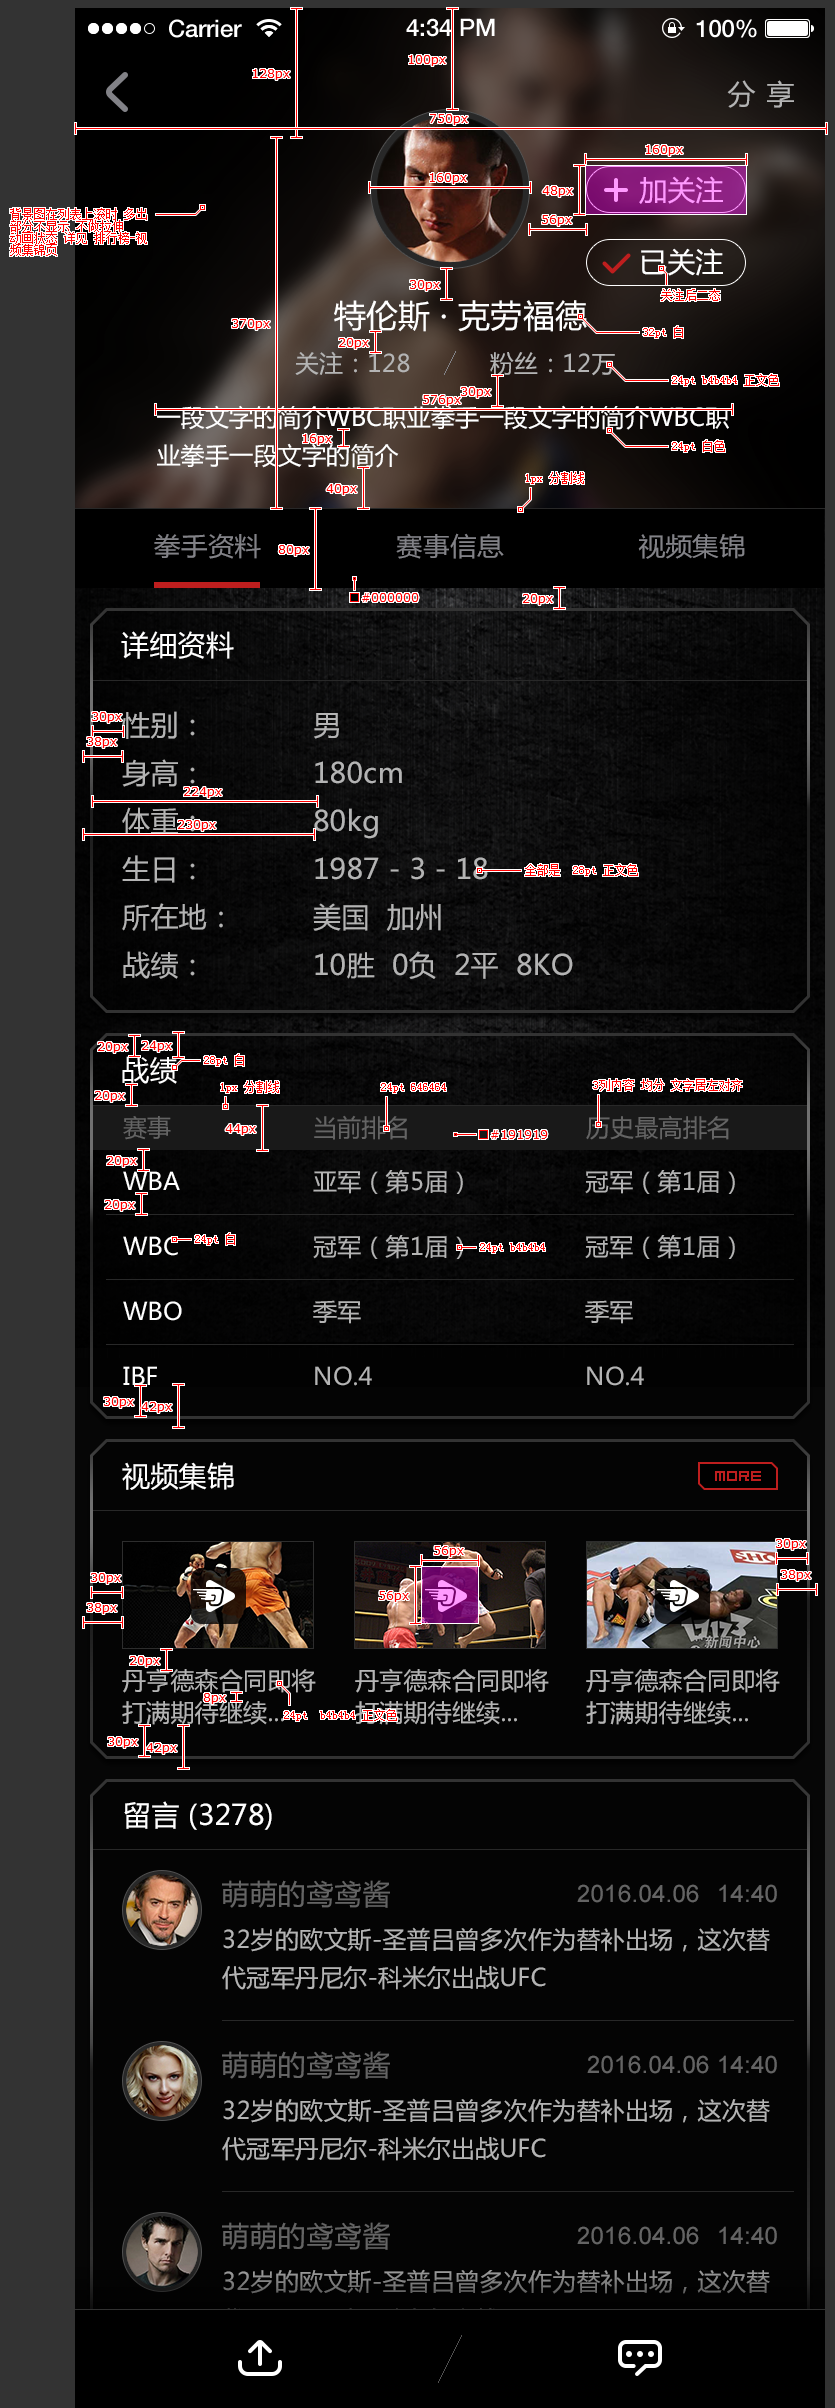 Carrier
4:34 PM
100%
128px
100px
分 享
750px
160px
160px
48px
加关注
56px
背景图在列表上滚时 多出
部分不显示 不做拉伸
动画状态 详见 排行榜-视
频集锦页
已关注
30px
关注后二态
370px
特伦斯 · 克劳福德
32pt 白
20px
关注：128
粉丝：12万
24pt b4b4b4 正文色
30px
576px
一段文字的简介WBC职业拳手一段文字的简介WBC职
16px
24pt 白色
业拳手一段文字的简介
1px 分割线
40px
80px
拳手资料
赛事信息
视频集锦
#000000
20px
详细资料
30px
性别：
男
38px
身高：
180cm
224px
体重：
80kg
230px
生日：
1987 - 3 - 18
全部是 28pt 正文色
所在地：
美国 加州
战绩：
10胜 0负 2平 8KO
20px
24px
28pt 白
战绩
20px
1px 分割线
24pt 646464
3列内容 均分 文字居左对齐
赛事
44px
当前排名
#191919
历史最高排名
20px
WBA
亚军（第5届）
冠军（第1届）
20px
WBC
24pt 白
冠军（第1届）
24pt b4b4b4
冠军（第1届）
WBO
季军
季军
IBF
NO.4
NO.4
30px
42px
视频集锦
MORE
56px
30px
30px
56px
38px
38px
20px
丹亨德森合同即将
打满期待继续...
丹亨德森合同即将
打满期待继续...
丹亨德森合同即将
打满期待继续...
8px
24pt b4b4b4 正文色
30px
42px
新闻中心
留言 (3278)
萌萌的鸢鸢酱
2016.04.06 14:40
32岁的欧文斯-圣普吕曾多次作为替补出场，这次替
代冠军丹尼尔-科米尔出战UFC
萌萌的鸢鸢酱
2016.04.06 14:40
32岁的欧文斯-圣普吕曾多次作为替补出场，这次替
代冠军丹尼尔-科米尔出战UFC
萌萌的鸢鸢酱
2016.04.06 14:40
32岁的欧文斯-圣普吕曾多次作为替补出场，这次替